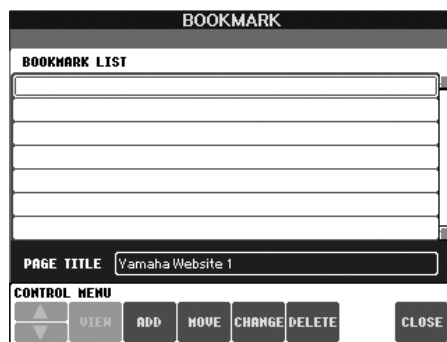 BOOKMARK
BOOKMARK LIST
PAGE TITLE Yamaha Website 1
CONTROL MENU
VIEW ADD MOVE CHANGE DELETE CLOSE